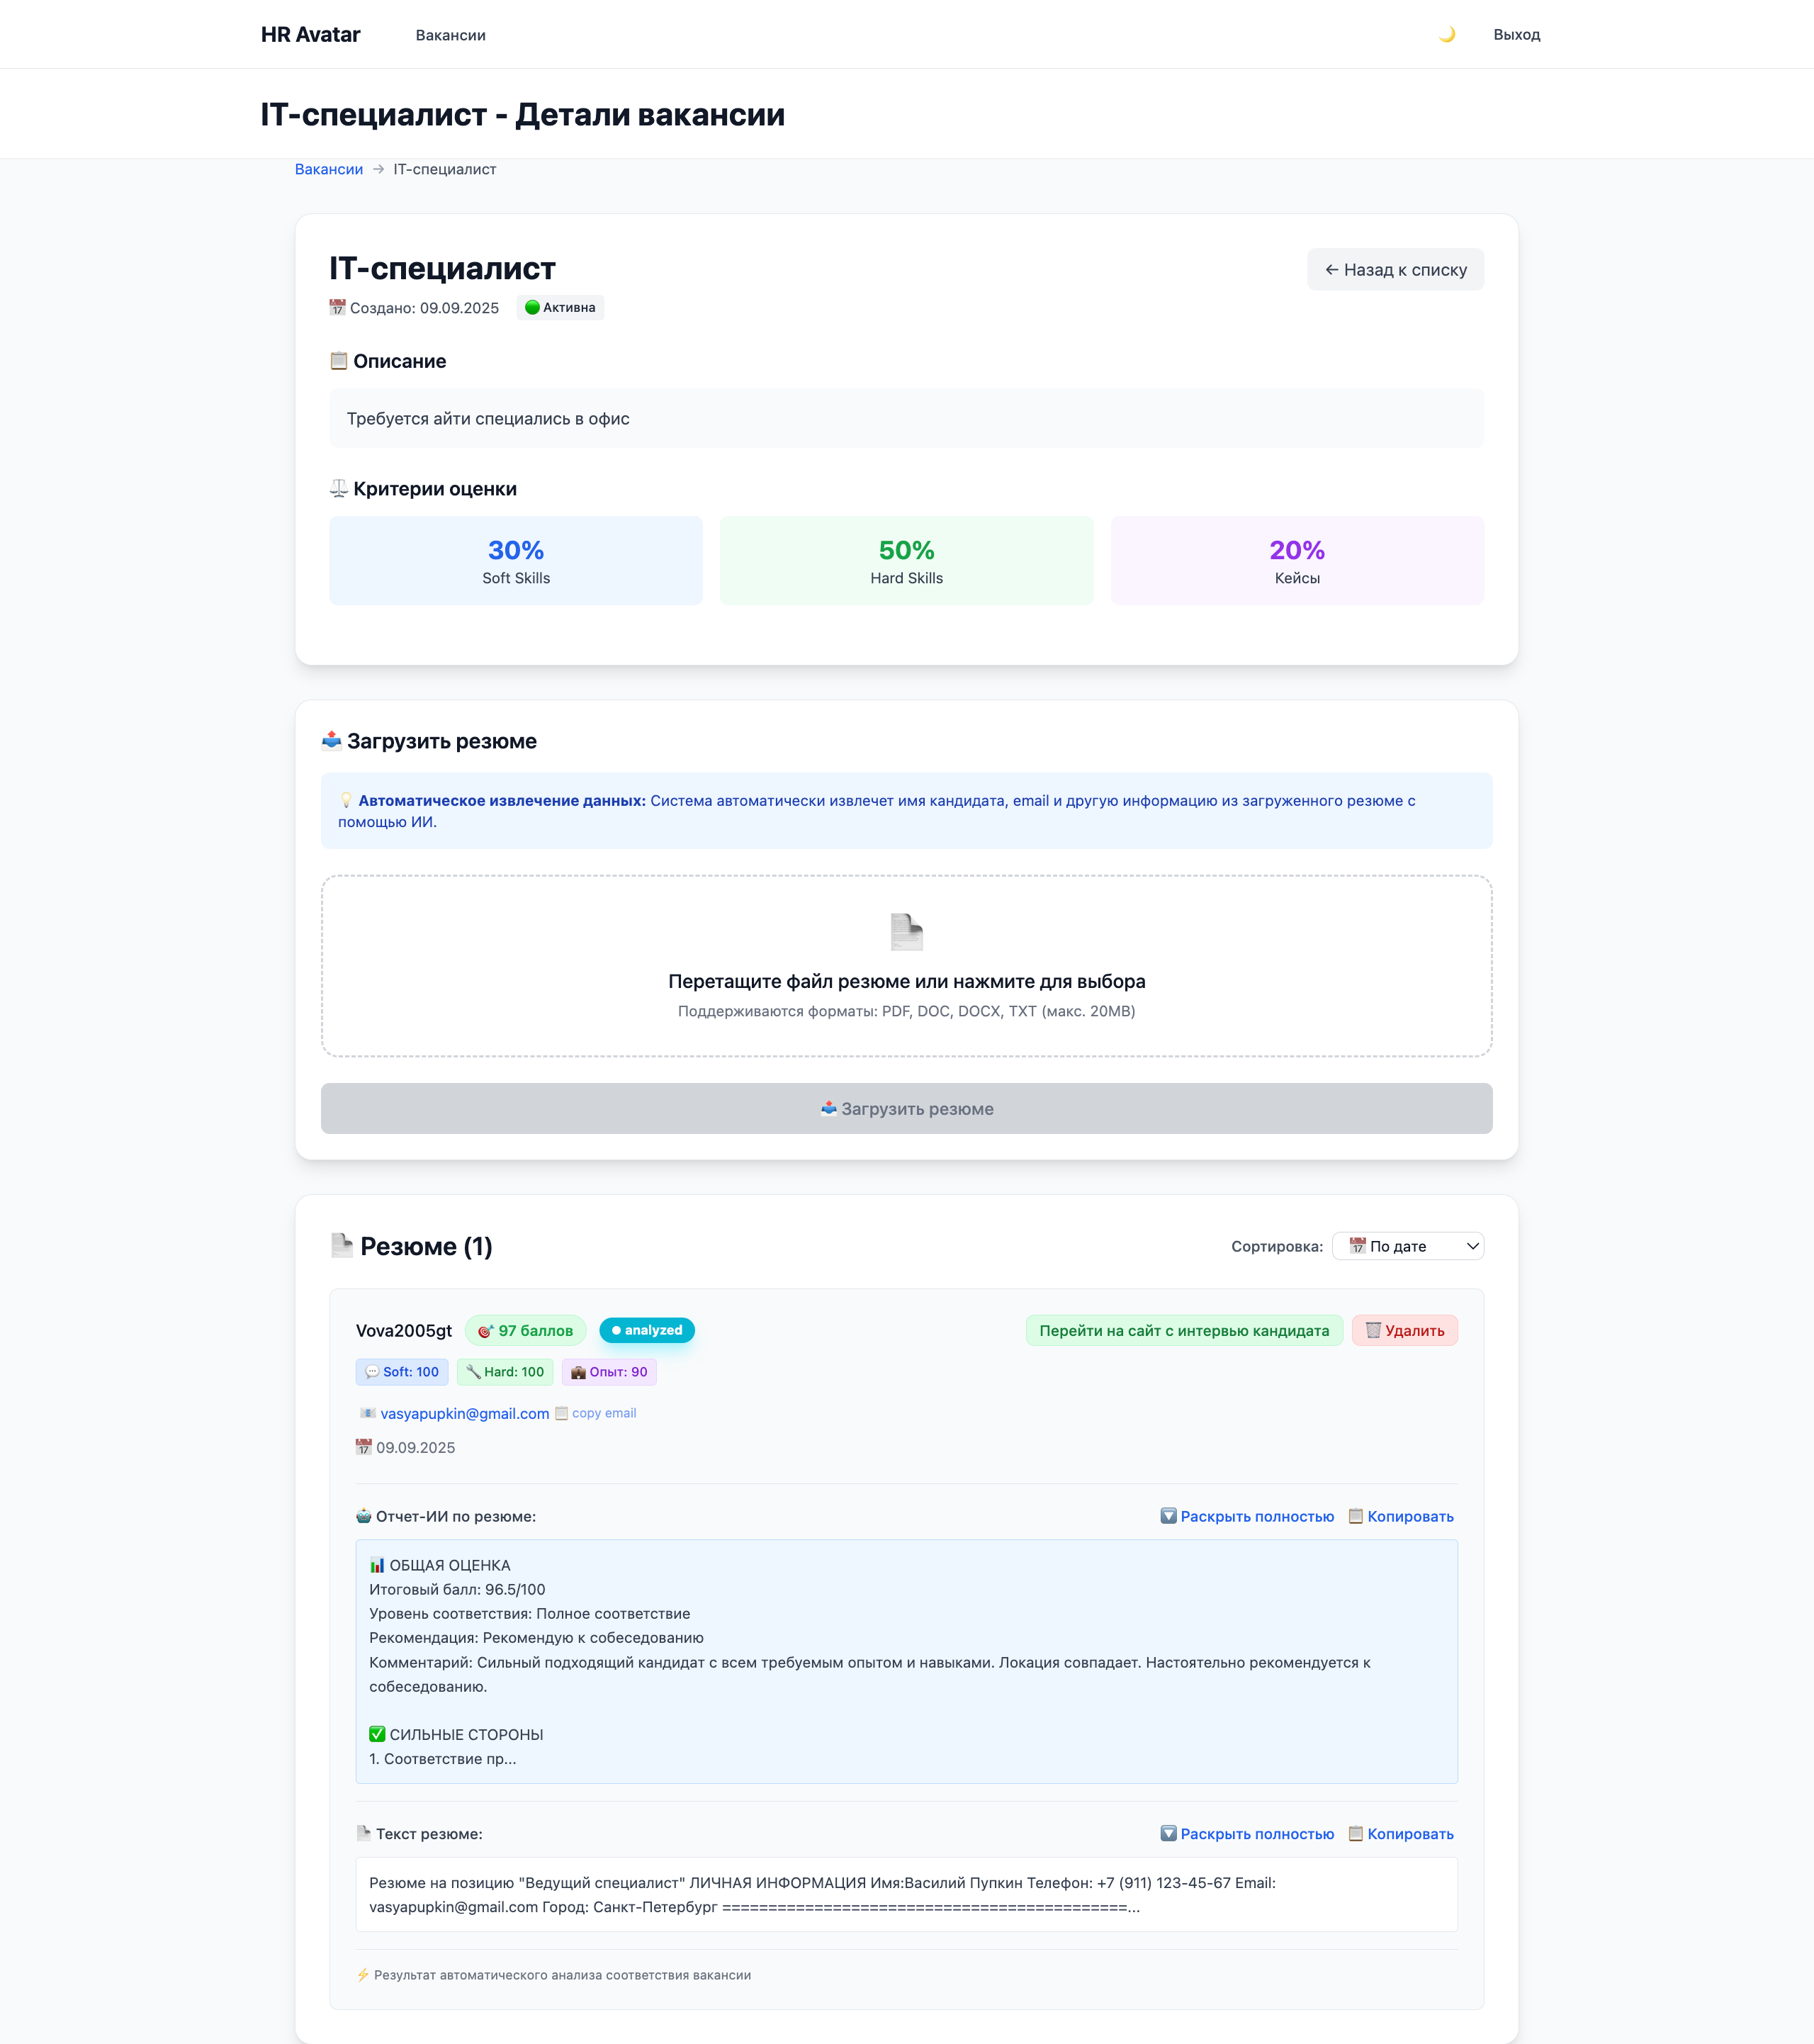 HR Avatar
Вакансии
Выход
IT-специалист - Детали вакансии
Вакансии → IT-специалист
IT-специалист
← Назад к списку
Создано: 09.09.2025
Активна
Описание
Требуется айти специались в офис
Критерии оценки
30%
Soft Skills
50%
Hard Skills
20%
Кейсы
Загрузить резюме
Автоматическое извлечение данных: Система автоматически извлечет имя кандидата, email и другую информацию из загруженного резюме с
помощью ИИ.
Перетащите файл резюме или нажмите для выбора
Поддерживаются форматы: PDF, DOC, DOCX, TXT (макс. 20MB)
Загрузить резюме
Резюме (1)
Сортировка:
По дате
Vova2005gt
97 баллов
analyzed
Перейти на сайт с интервью кандидата
Удалить
Soft: 100
Hard: 100
Опыт: 90
vasyapupkin@gmail.com
copy email
09.09.2025
Отчет-ИИ по резюме:
Раскрыть полностью
Копировать
ОБЩАЯ ОЦЕНКА
Итоговый балл: 96.5/100
Уровень соответствия: Полное соответствие
Рекомендация: Рекомендую к собеседованию
Комментарий: Сильный подходящий кандидат с всем требуемым опытом и навыками. Локация совпадает. Настоятельно рекомендуется к
собеседованию.
СИЛЬНЫЕ СТОРОНЫ
1. Соответствие пр...
Текст резюме:
Раскрыть полностью
Копировать
Резюме на позицию "Ведущий специалист" ЛИЧНАЯ ИНФОРМАЦИЯ Имя:Василий Пупкин Телефон: +7 (911) 123-45-67 Email:
vasyapupkin@gmail.com Город: Санкт-Петербург ============================================...
Результат автоматического анализа соответствия вакансии